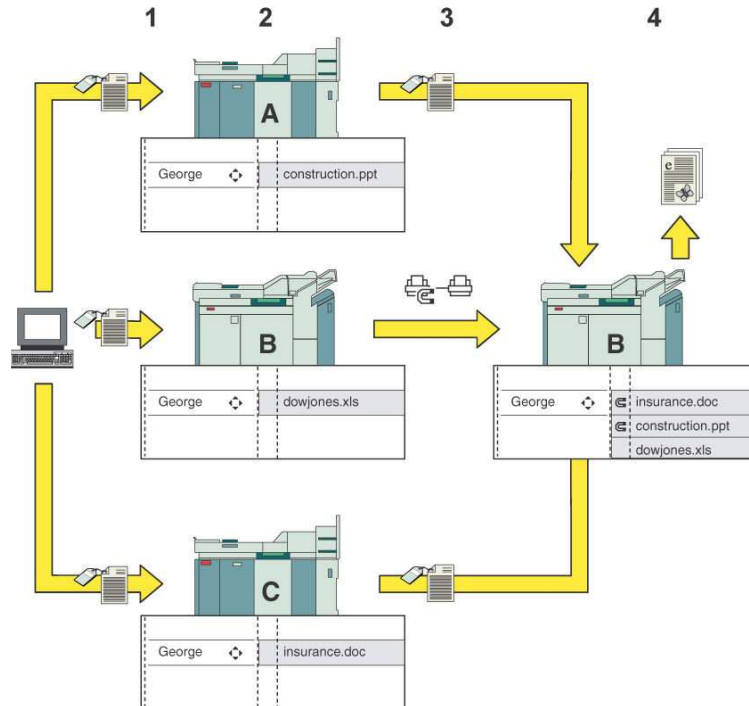 1 2 3 4
A
George construction.ppt
e
B
George dowjones.xls
B
George insurance.doc
construction.ppt
dowjones.xls
C
George insurance.doc